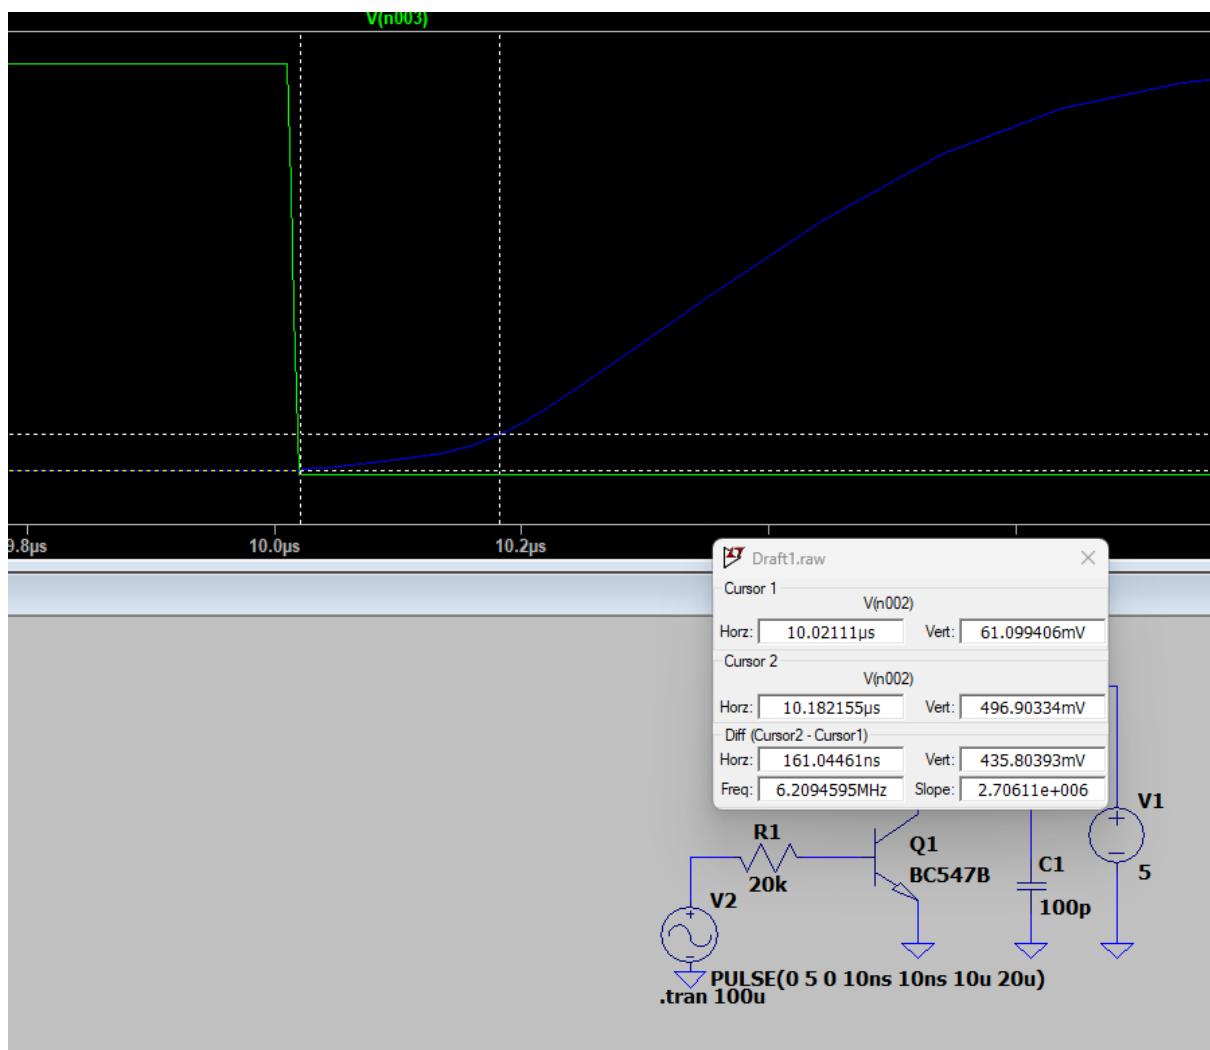 V(n003)
9.8µs
10.0µs
10.2µs
Draft1.raw
Cursor 1
V(n002)
Horz: 10.02111µs Vert: 61.099406mV
Cursor 2
V(n002)
Horz: 10.182155µs Vert: 496.90334mV
Diff (Cursor2 - Cursor1)
Horz: 161.04461ns Vert: 435.80393mV
Freq: 6.2094595MHz Slope: 2.70611e+006
V1
5
R1
20k
Q1
BC547B
C1
100p
V2
PULSE(0 5 0 10ns 10ns 10u 20u)
.tran 100u